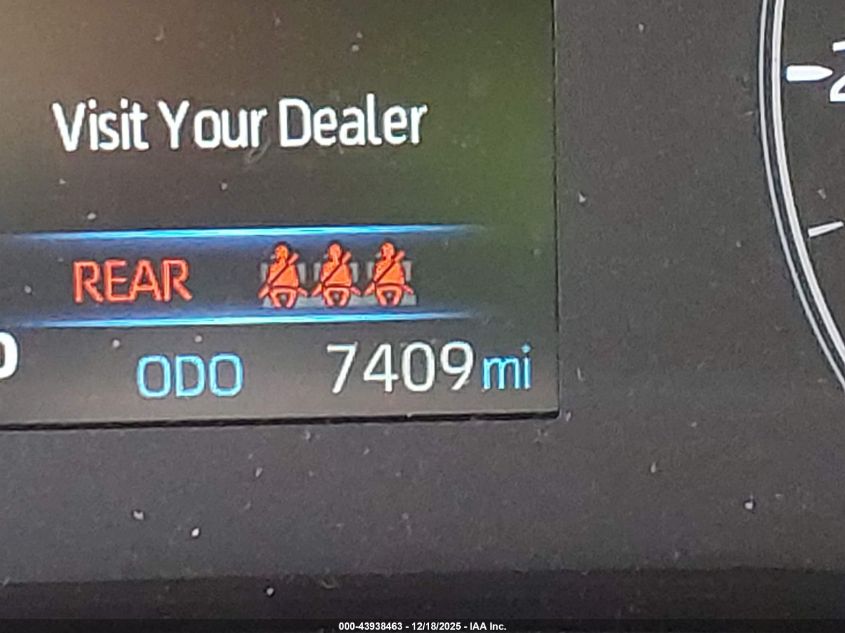 Visit Your Dealer
REAR
ODO 7409 mi
000-43938463 - 12/18/2025 - IAA Inc.